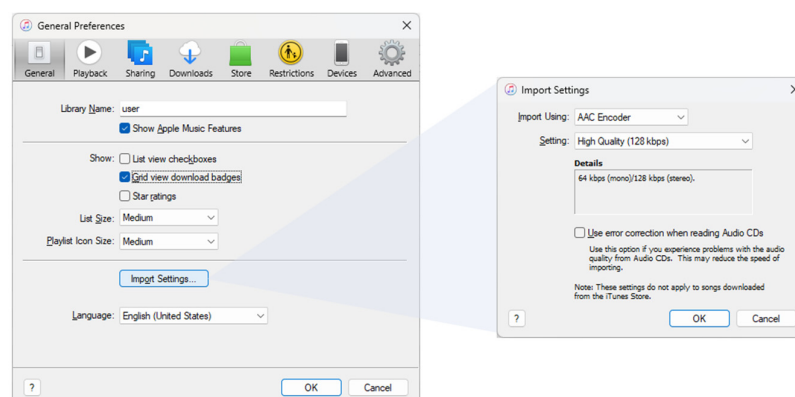 General Preferences
General Playback Sharing Downloads Store Restrictions Devices Advanced
Library Name: user
Show Apple Music Features
Show: List view checkboxes
Grid view download badges
Star ratings
List Size: Medium
Playlist Icon Size: Medium
Import Settings...
Language: English (United States)
? OK Cancel
Import Settings
Import Using: AAC Encoder
Setting: High Quality (128 kbps)
Details
64 kbps (mono)/128 kbps (stereo).
Use error correction when reading Audio CDs
Use this option if you experience problems with the audio
quality from Audio CDs. This may reduce the speed of
importing.
Note: These settings do not apply to songs downloaded
from the iTunes Store.
? OK Cancel